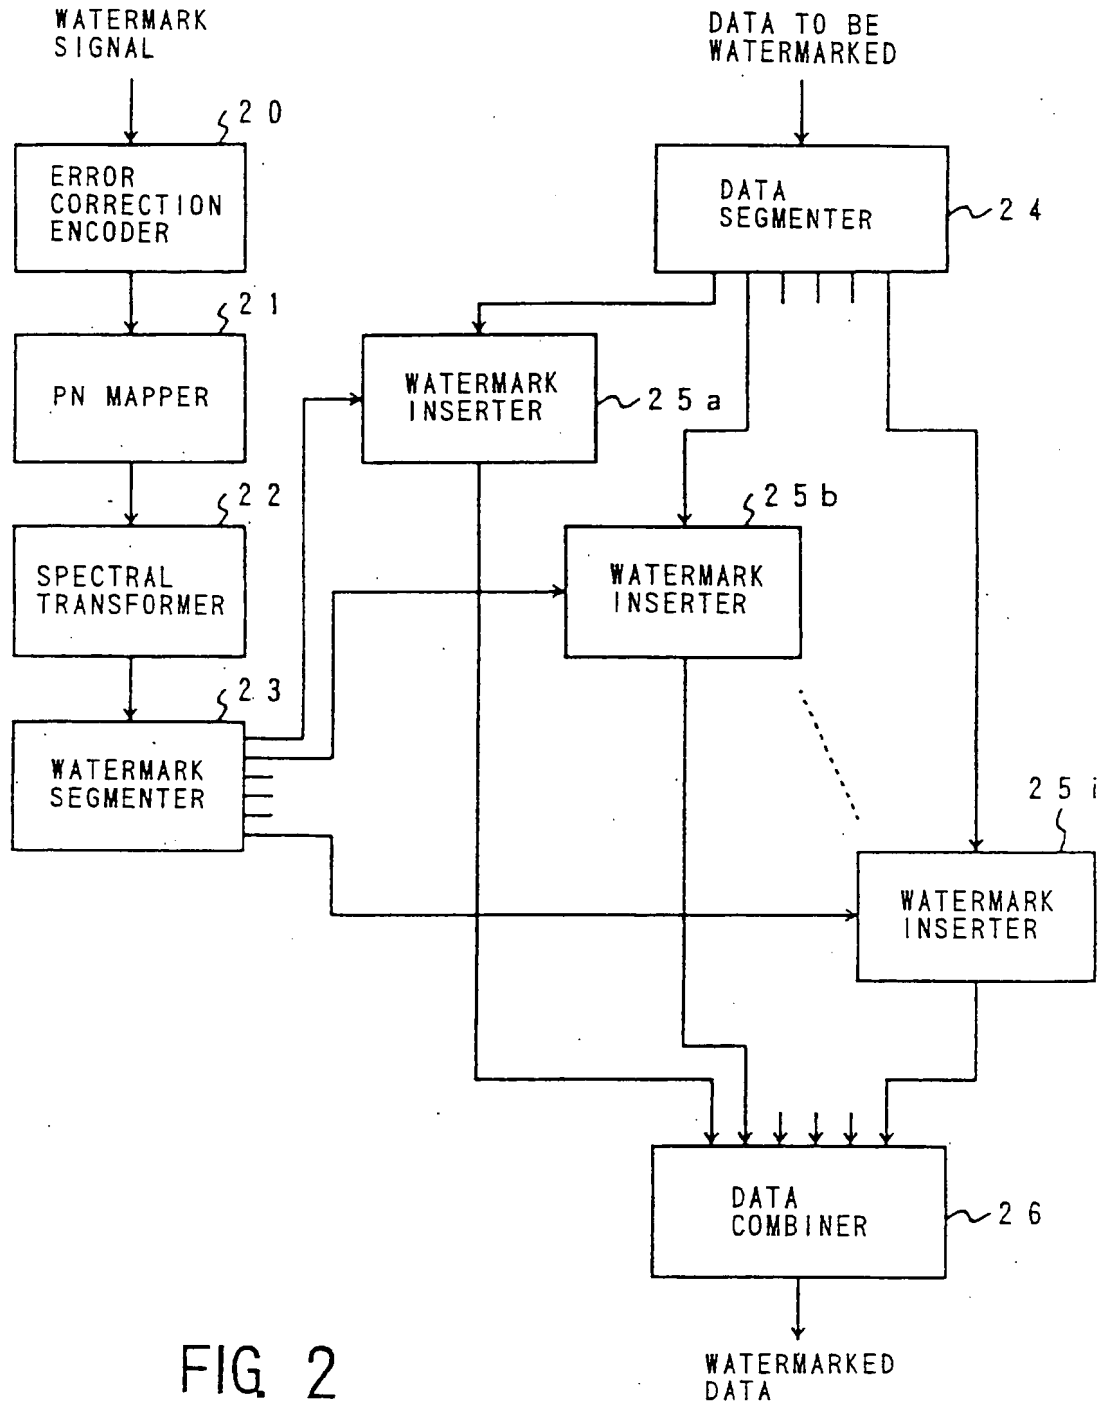 WATERMARK
SIGNAL
DATA TO BE
WATERMARKED
20
ERROR
CORRECTION
ENCODER
DATA
SEGMENTER
24
21
PN MAPPER
WATERMARK
INSERTER
25a
22
25b
SPECTRAL
TRANSFORMER
WATERMARK
INSERTER
23
WATERMARK
SEGMENTER
25i
WATERMARK
INSERTER
DATA
COMBINER
26
WATERMARKED
DATA
FIG. 2